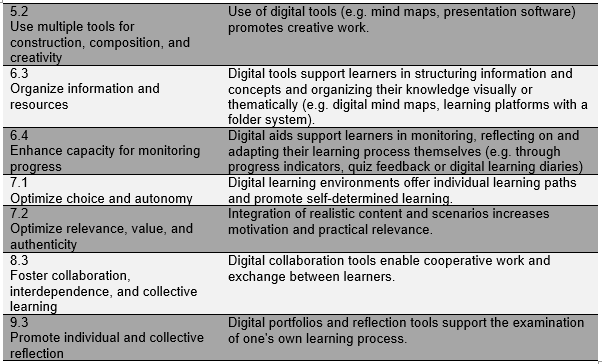 5.2
Use multiple tools for
construction, composition, and
creativity
Use of digital tools (e.g. mind maps, presentation software)
promotes creative work.
6.3
Organize information and
resources
Digital tools support learners in structuring information and
concepts and organizing their knowledge visually or
thematically (e.g. digital mind maps, learning platforms with a
folder system).
6.4
Enhance capacity for monitoring
progress
Digital aids support learners in monitoring, reflecting on and
adapting their learning process themselves (e.g. through
progress indicators, quiz feedback or digital learning diaries)
7.1
Optimize choice and autonomy
Digital learning environments offer individual learning paths
and promote self-determined learning.
7.2
Optimize relevance, value, and
authenticity
Integration of realistic content and scenarios increases
motivation and practical relevance.
8.3
Foster collaboration,
interdependence, and collective
learning
Digital collaboration tools enable cooperative work and
exchange between learners.
9.3
Promote individual and collective
reflection
Digital portfolios and reflection tools support the examination
of one's own learning process.